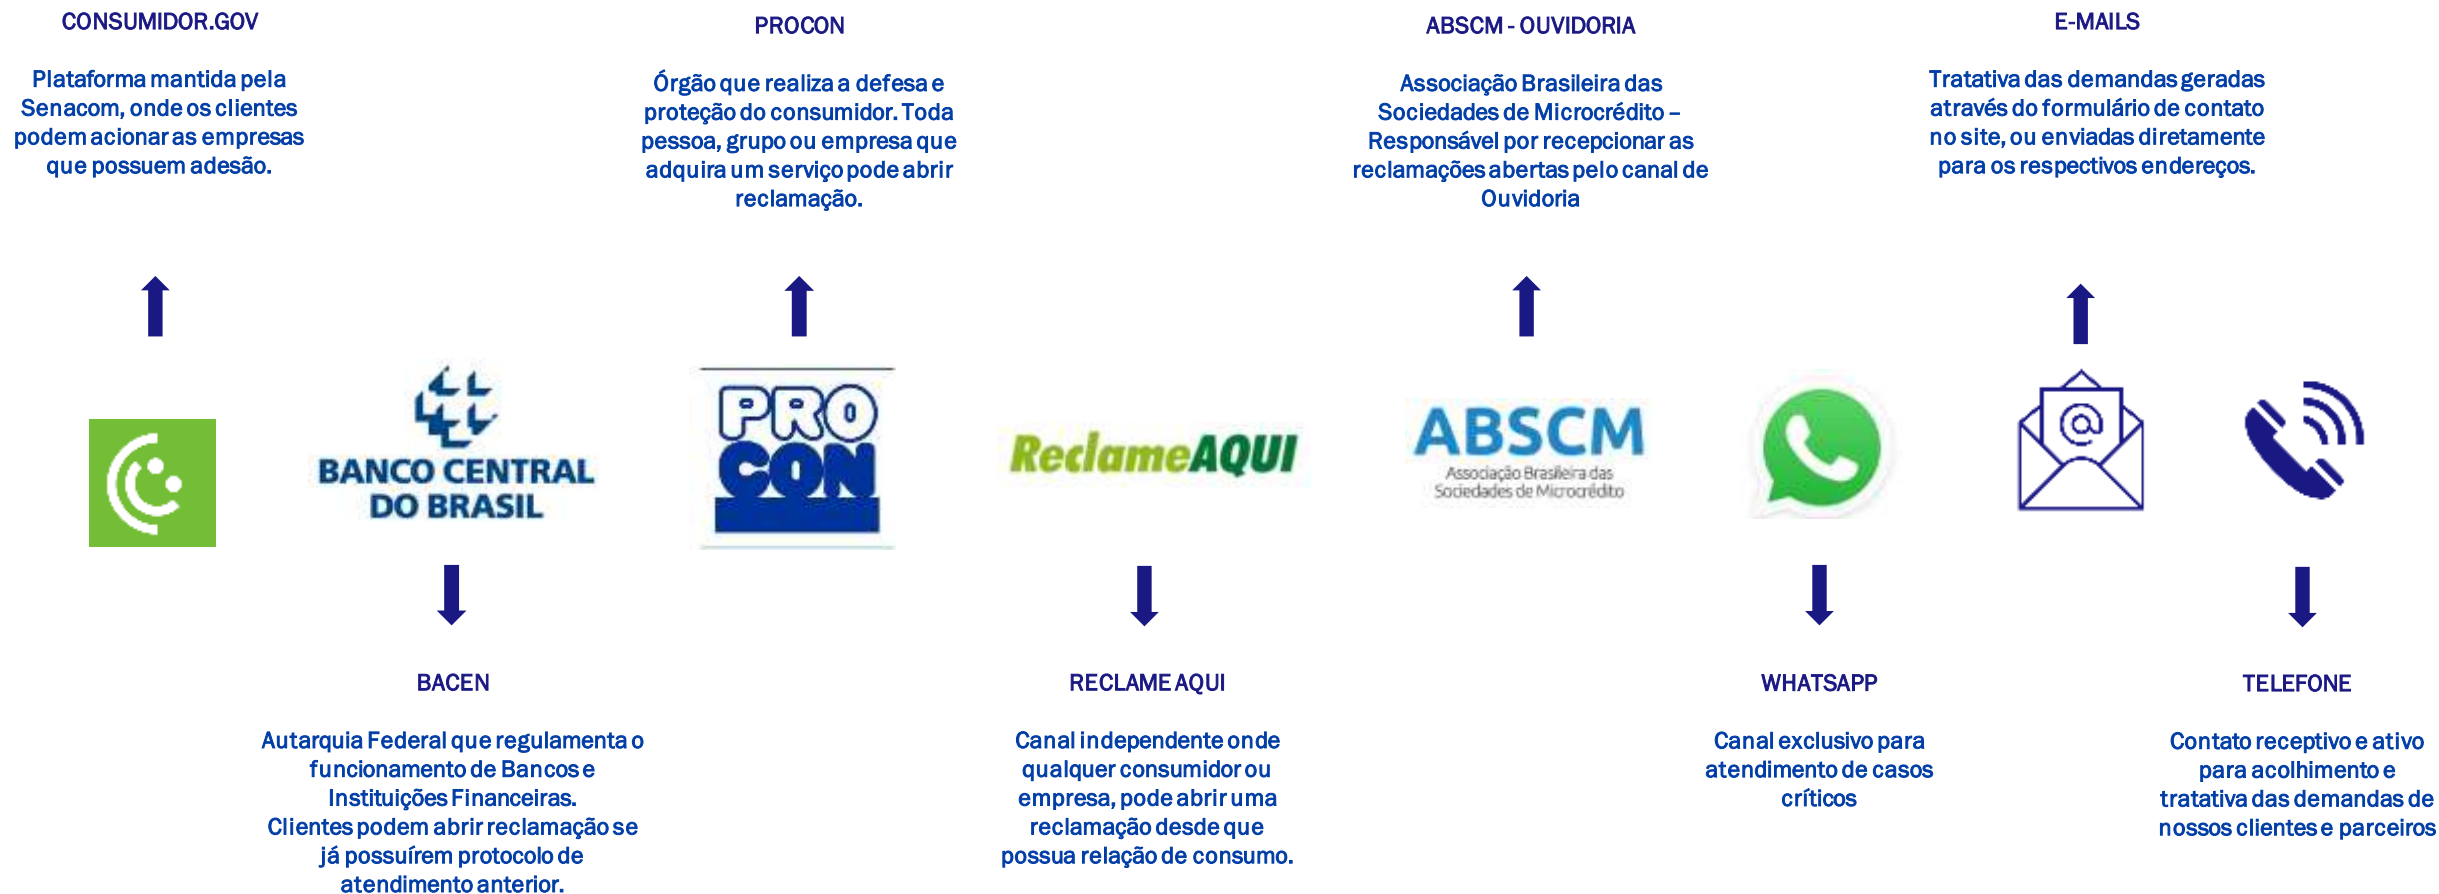 CONSUMIDOR.GOV
Plataforma mantida pela
Senacom, onde os clientes
podem acionar as empresas
que possuem adesão.
PROCON
Órgão que realiza a defesa e
proteção do consumidor. Toda
pessoa, grupo ou empresa que
adquira um serviço pode abrir
reclamação.
ABSCM - OUVIDORIA
Associação Brasileira das
Sociedades de Microcrédito –
Responsável por recepcionar as
reclamações abertas pelo canal de
Ouvidoria
E-MAILS
Tratativa das demandas geradas
através do formulário de contato
no site, ou enviadas diretamente
para os respectivos endereços.
BANCO CENTRAL
DO BRASIL
PRO
CON
ReclameAQUI
ABSCM
Associação Brasileira das
Sociedades de Microcrédito
@
BACEN
Autarquia Federal que regulamenta o
funcionamento de Bancos e
Instituições Financeiras.
Clientes podem abrir reclamação se
já possuírem protocolo de
atendimento anterior.
RECLAME AQUI
Canal independente onde
qualquer consumidor ou
empresa, pode abrir uma
reclamação desde que
possua relação de consumo.
WHATSAPP
Canal exclusivo para
atendimento de casos
críticos
TELEFONE
Contato receptivo e ativo
para acolhimento e
tratativa das demandas de
nossos clientes e parceiros